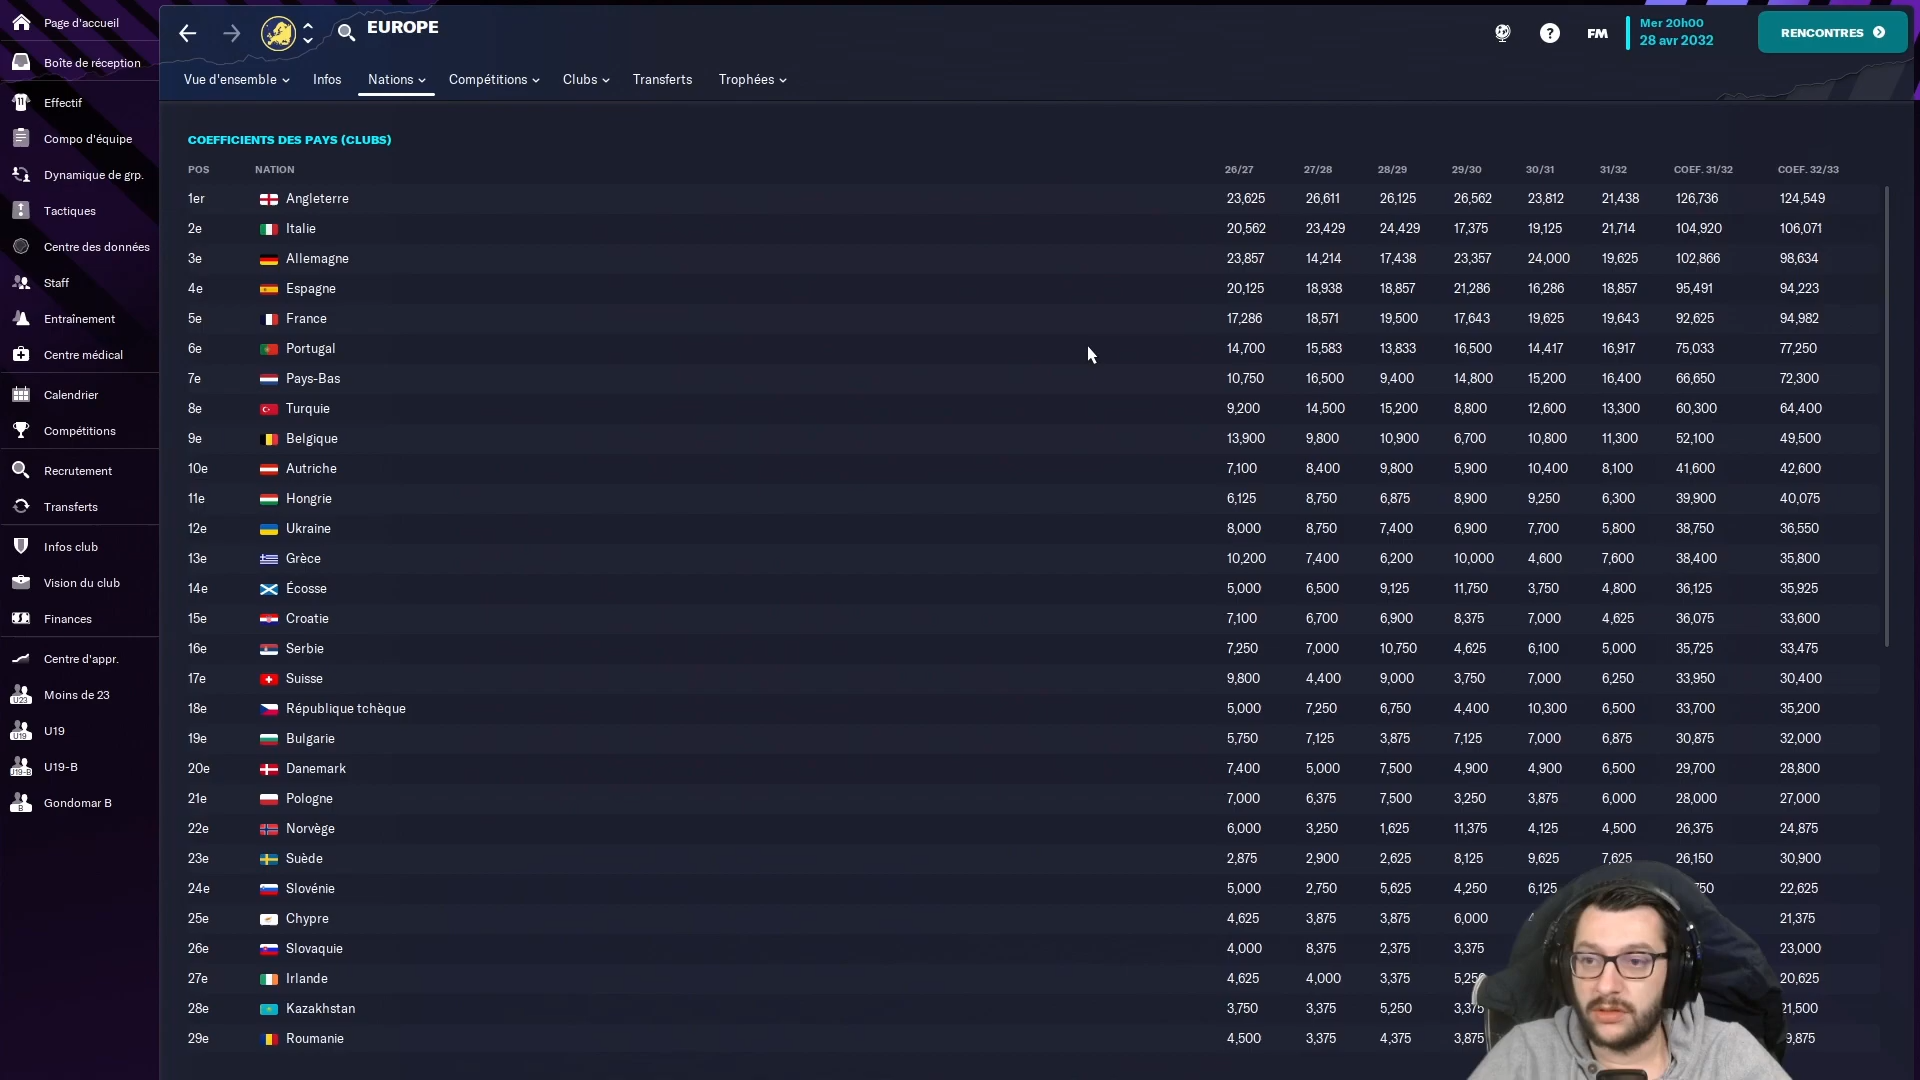 Page d'accueil
Boîte de réception
Effectif
Compo d'équipe
Dynamique de grp.
Tactiques
Centre des données
Staff
Entraînement
Centre médical
Calendrier
Compétitions
Recrutement
Transferts
Infos club
Vision du club
Finances
Centre d'appr.
Moins de 23
U19
U19-B
Gondomar B
EUROPE
FM
Mer 20h00
28 avr 2032
RENCONTRES
Vue d'ensemble Infos Nations Compétitions Clubs Transferts Trophées
COEFFICIENTS DES PAYS (CLUBS)
POS NATION 26/27 27/28 28/29 29/30 30/31 31/32 COEF. 31/32 COEF. 32/33
1er Angleterre 23,625 26,611 26,125 26,562 23,812 21,438 126,736 124,549
2e Italie 20,562 23,429 24,429 17,375 19,125 21,714 104,920 106,071
3e Allemagne 23,857 14,214 17,438 23,357 24,000 19,625 102,866 98,634
4e Espagne 20,125 18,938 18,857 21,286 16,286 18,857 95,491 94,223
5e France 17,286 18,571 19,500 17,643 19,625 19,643 92,625 94,982
6e Portugal 14,700 15,583 13,833 16,500 14,417 16,917 75,033 77,250
7e Pays-Bas 10,750 16,500 9,400 14,800 15,200 16,400 66,650 72,300
8e Turquie 9,200 14,500 15,200 8,800 12,600 13,300 60,300 64,400
9e Belgique 13,900 9,800 10,900 6,700 10,800 11,300 52,100 49,500
10e Autriche 7,100 8,400 9,800 5,900 10,400 8,100 41,600 42,600
11e Hongrie 6,125 8,750 6,875 8,900 9,250 6,300 39,900 40,075
12e Ukraine 8,000 8,750 7,400 6,900 7,700 5,800 38,750 36,550
13e Grèce 10,200 7,400 6,200 10,000 4,600 7,600 38,400 35,800
14e Écosse 5,000 6,500 9,125 11,750 3,750 4,800 36,125 35,925
15e Croatie 7,100 6,700 6,900 8,375 7,000 4,625 36,075 33,600
16e Serbie 7,250 7,000 10,750 4,625 6,100 5,000 35,725 33,475
17e Suisse 9,800 4,400 9,000 3,750 7,000 6,250 33,950 30,400
18e République tchèque 5,000 7,250 6,750 4,400 10,300 6,500 33,700 35,200
19e Bulgarie 5,750 7,125 3,875 7,125 7,000 6,875 30,875 32,000
20e Danemark 7,400 5,000 7,500 4,900 4,900 6,500 29,700 28,800
21e Pologne 7,000 6,375 7,500 3,250 3,875 6,000 28,000 27,000
22e Norvège 6,000 3,250 1,625 11,375 4,125 4,500 26,375 24,875
23e Suède 2,875 2,900 2,625 8,125 9,625 7,625 26,150 30,900
24e Slovénie 5,000 2,750 5,625 4,250 6,125 22,625
25e Chypre 4,625 3,875 3,875 6,000 21,375
26e Slovaquie 4,000 8,375 2,375 3,375 23,000
27e Irlande 4,625 4,000 3,375 20,625
28e Kazakhstan 3,750 3,375 5,250 3,375 21,500
29e Roumanie 4,500 3,375 4,375 3,875